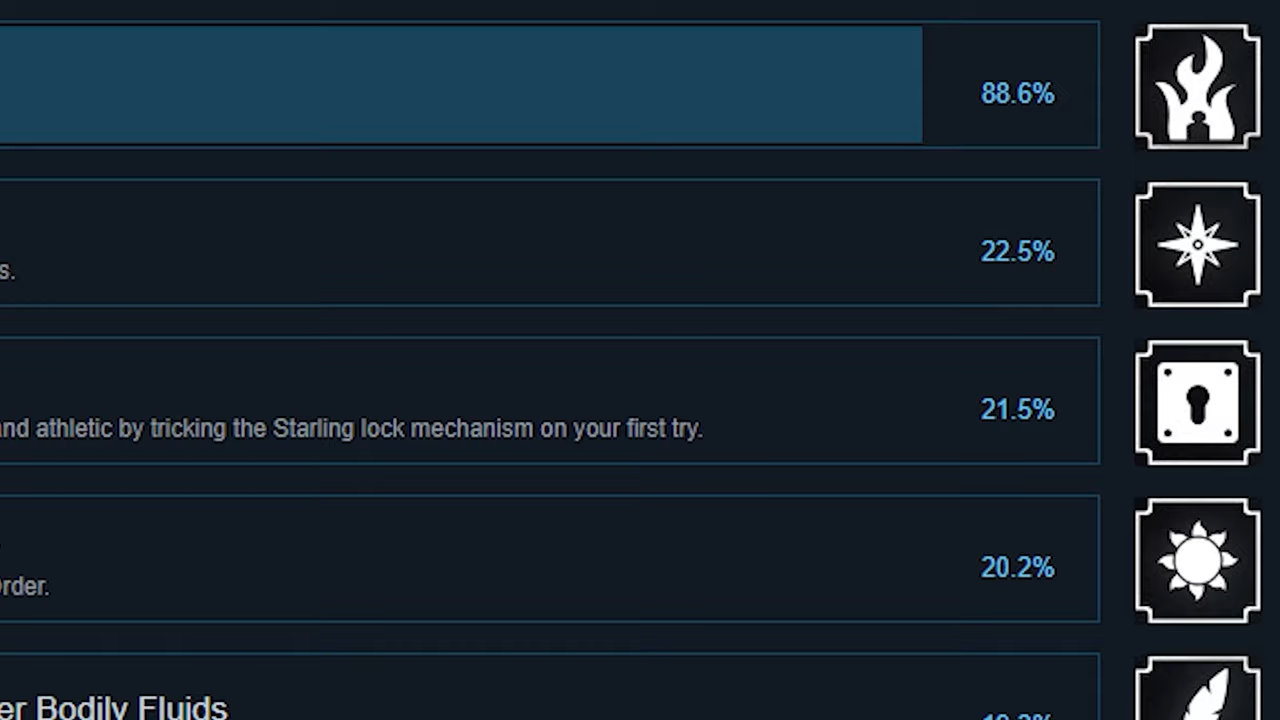 88.6%
22.5%
s.
21.5%
and athletic by tricking the Starling lock mechanism on your first try.
20.2%
Order.
er Bodily Fluids